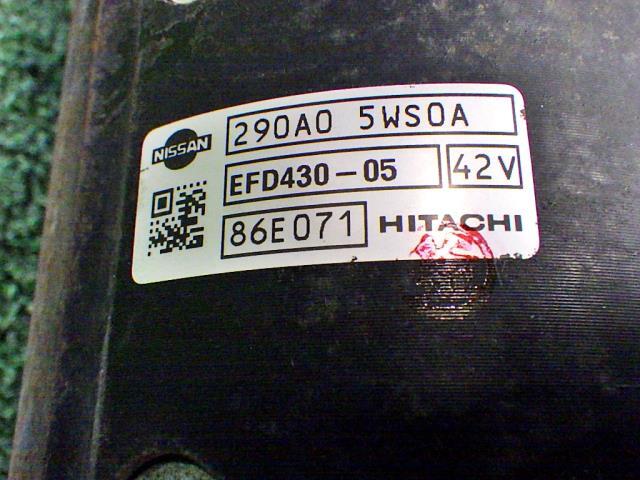 NISSAN
290A0 5WS0A
EFD430-05
42V
86E071
HITACHI